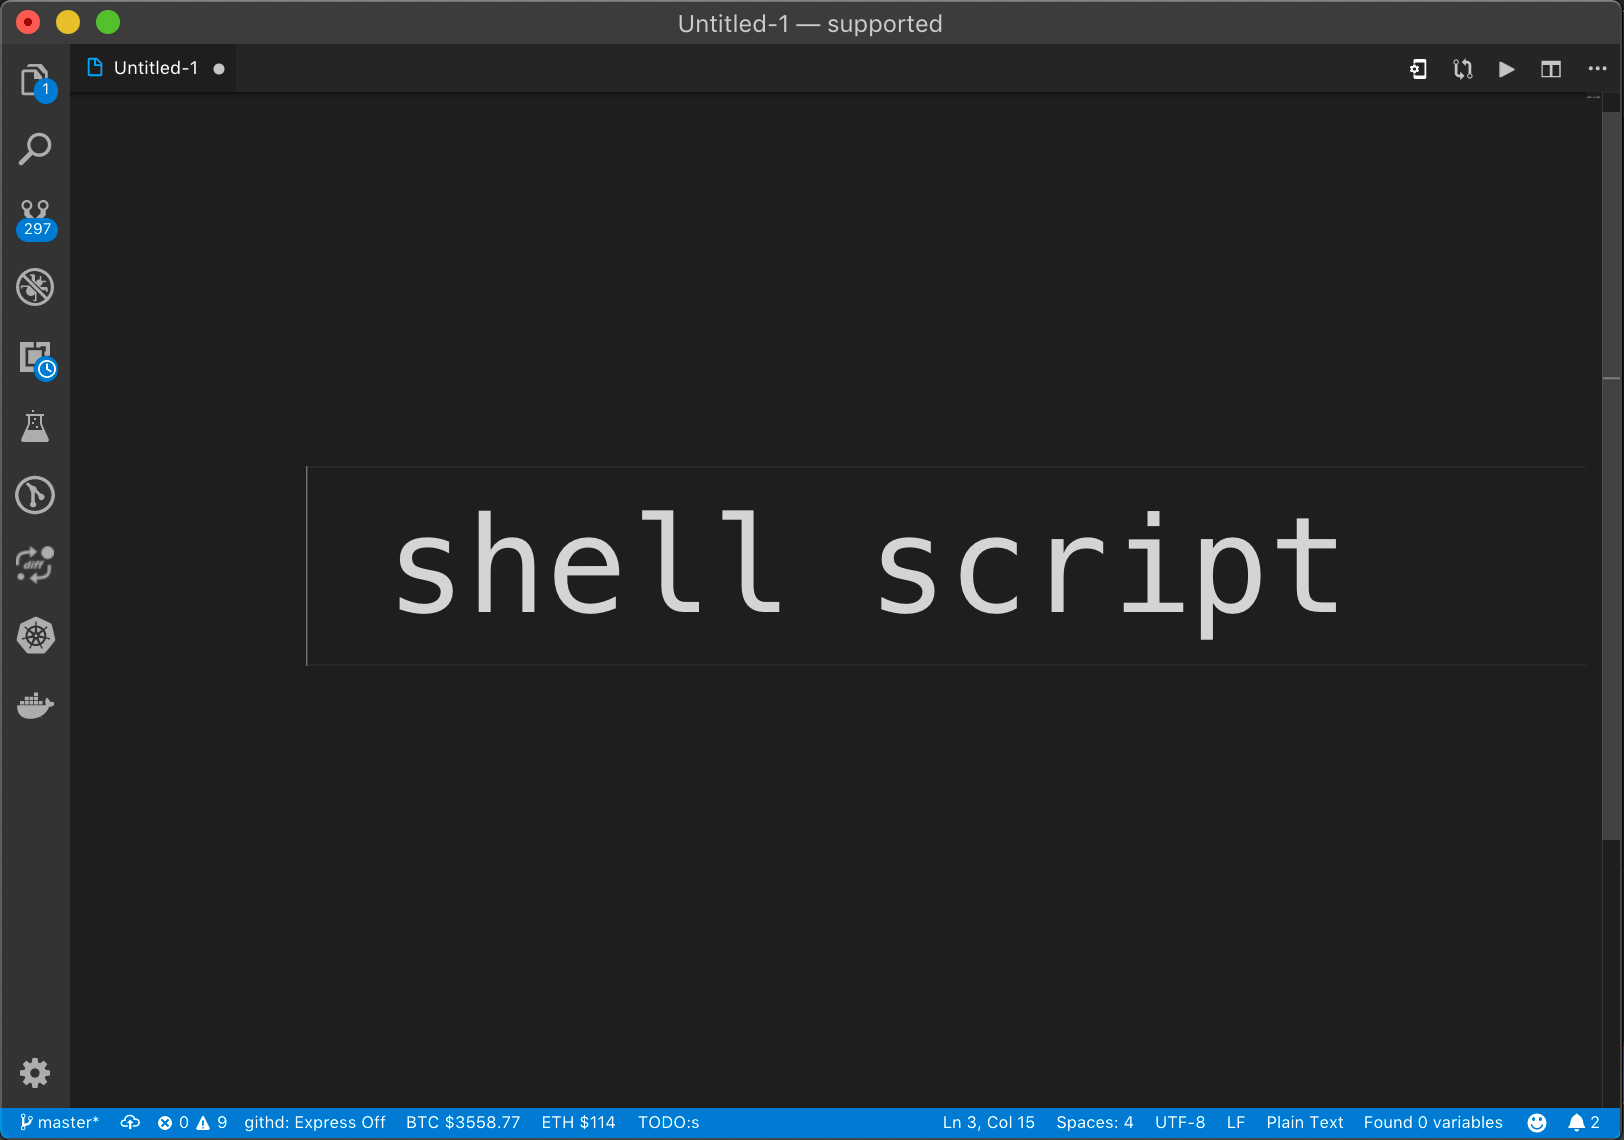 Untitled-1 — supported
Untitled-1
1
297
shell script
diff
master* 0 9 githd: Express Off BTC $3558.77 ETH $114 TODO:s Ln 3, Col 15 Spaces: 4 UTF-8 LF Plain Text Found 0 variables 2